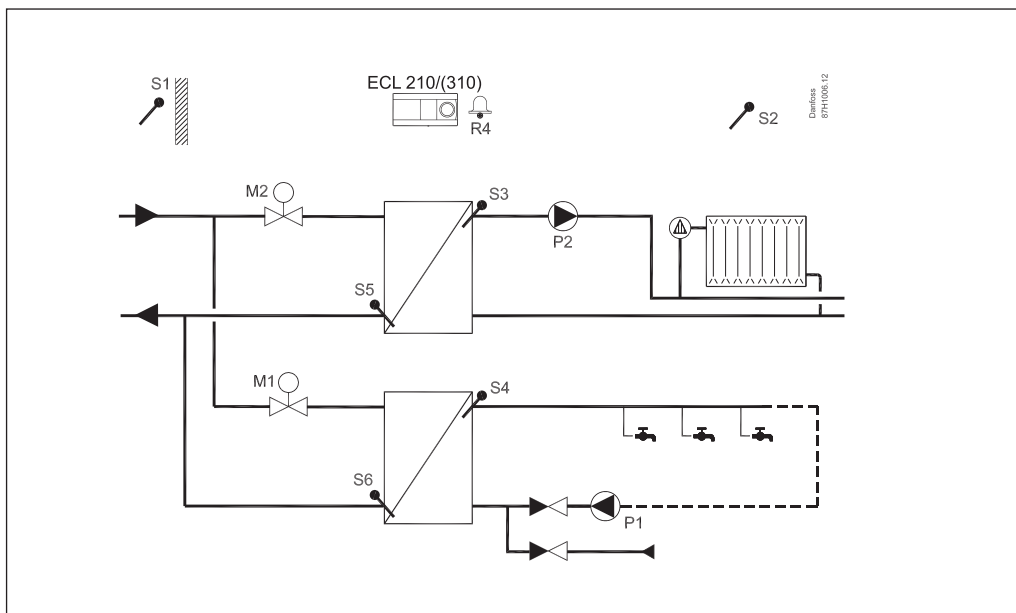 S1
ECL 210/(310)
R4
S2
Danfoss
87H1006.12
M2
S3
P2
S5
M1
S4
S6
P1